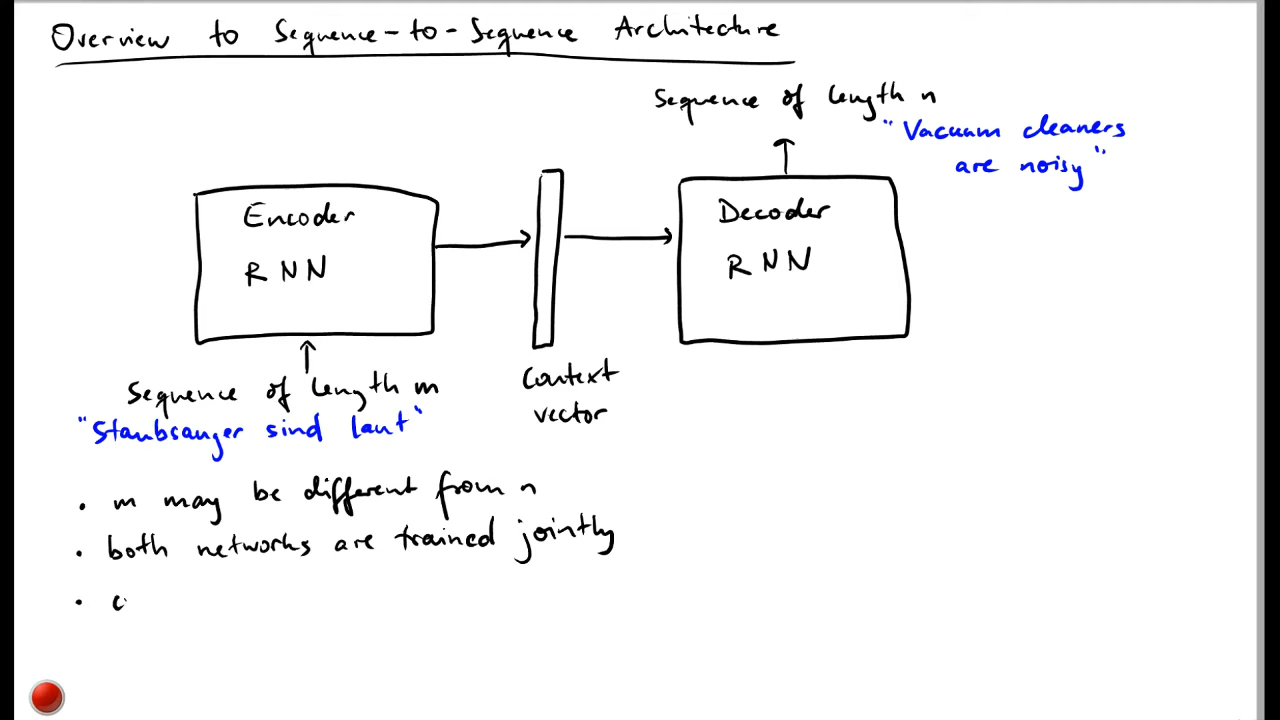 Overview to Sequence-to-Sequence Architecture
Sequence of length n
"Vacuum cleaners
are noisy"
Encoder
RNN
Decoder
RNN
Sequence of length m
"Staubsauger sind laut"
Context
vector
• m may be different from n
• both networks are trained jointly
• c